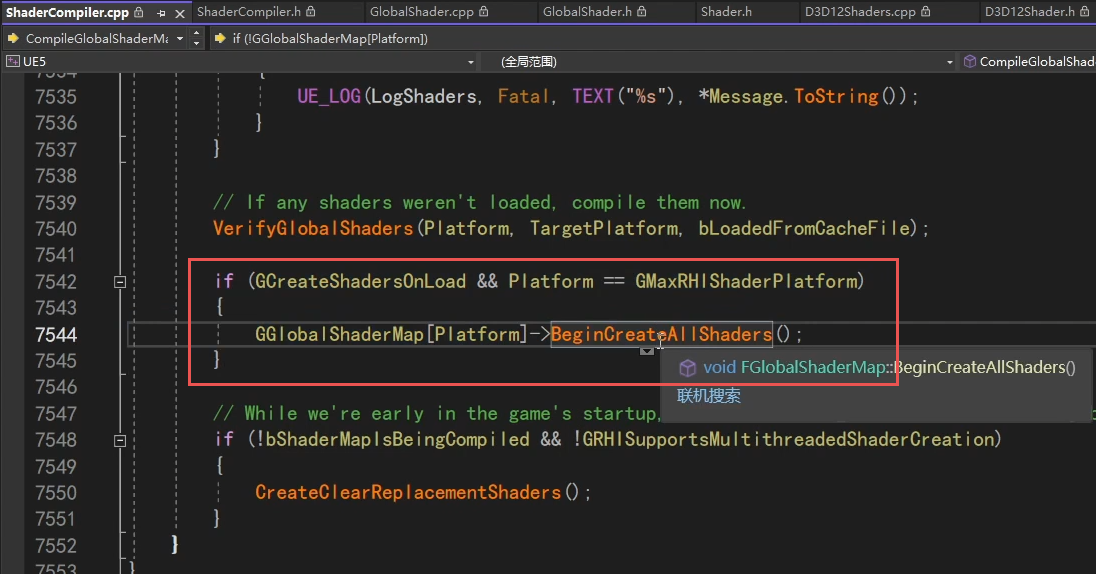 ShaderCompiler.cpp ShaderCompiler.h GlobalShader.cpp GlobalShader.h Shader.h D3D12Shaders.cpp D3D12Shader.h
CompileGlobalShaderMa if (!GGlobalShaderMap[Platform])
UE5 (全局范围) CompileGlobalShade
7534 {
7535 UE_LOG(LogShaders, Fatal, TEXT("%s"), *Message.ToString());
7536 }
7537 }
7538
7539 // If any shaders weren't loaded, compile them now.
7540 VerifyGlobalShaders(Platform, TargetPlatform, bLoadedFromCacheFile);
7541
7542 if (GCreateShadersOnLoad && Platform == GMaxRHIShaderPlatform)
7543 {
7544 GGlobalShaderMap[Platform]->BeginCreateAllShaders();
7545 }
void FGlobalShaderMap::BeginCreateAllShaders()
7546
联机搜索
7547 // While we're early in the game's startup,
7548 if (!bShaderMapIsBeingCompiled && !GRHISupportsMultithreadedShaderCreation)
7549 {
7550 CreateClearReplacementShaders();
7551 }
7552 }
7553 }